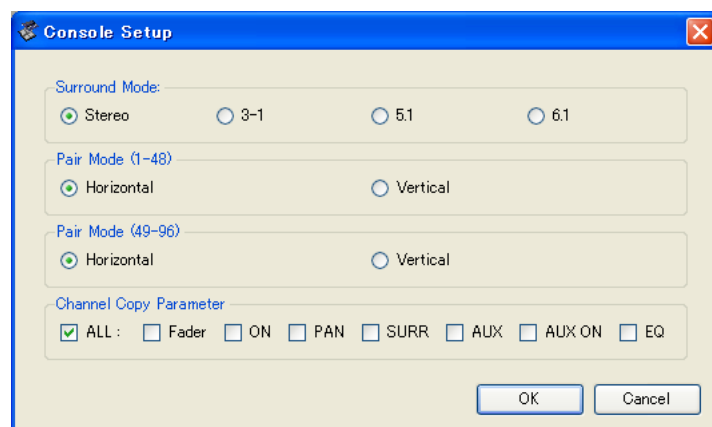 Console Setup
Surround Mode:
Stereo 3-1 5.1 6.1
Pair Mode (1-48)
Horizontal Vertical
Pair Mode (49-96)
Horizontal Vertical
Channel Copy Parameter
ALL : Fader ON PAN SURR AUX AUX ON EQ
OK Cancel